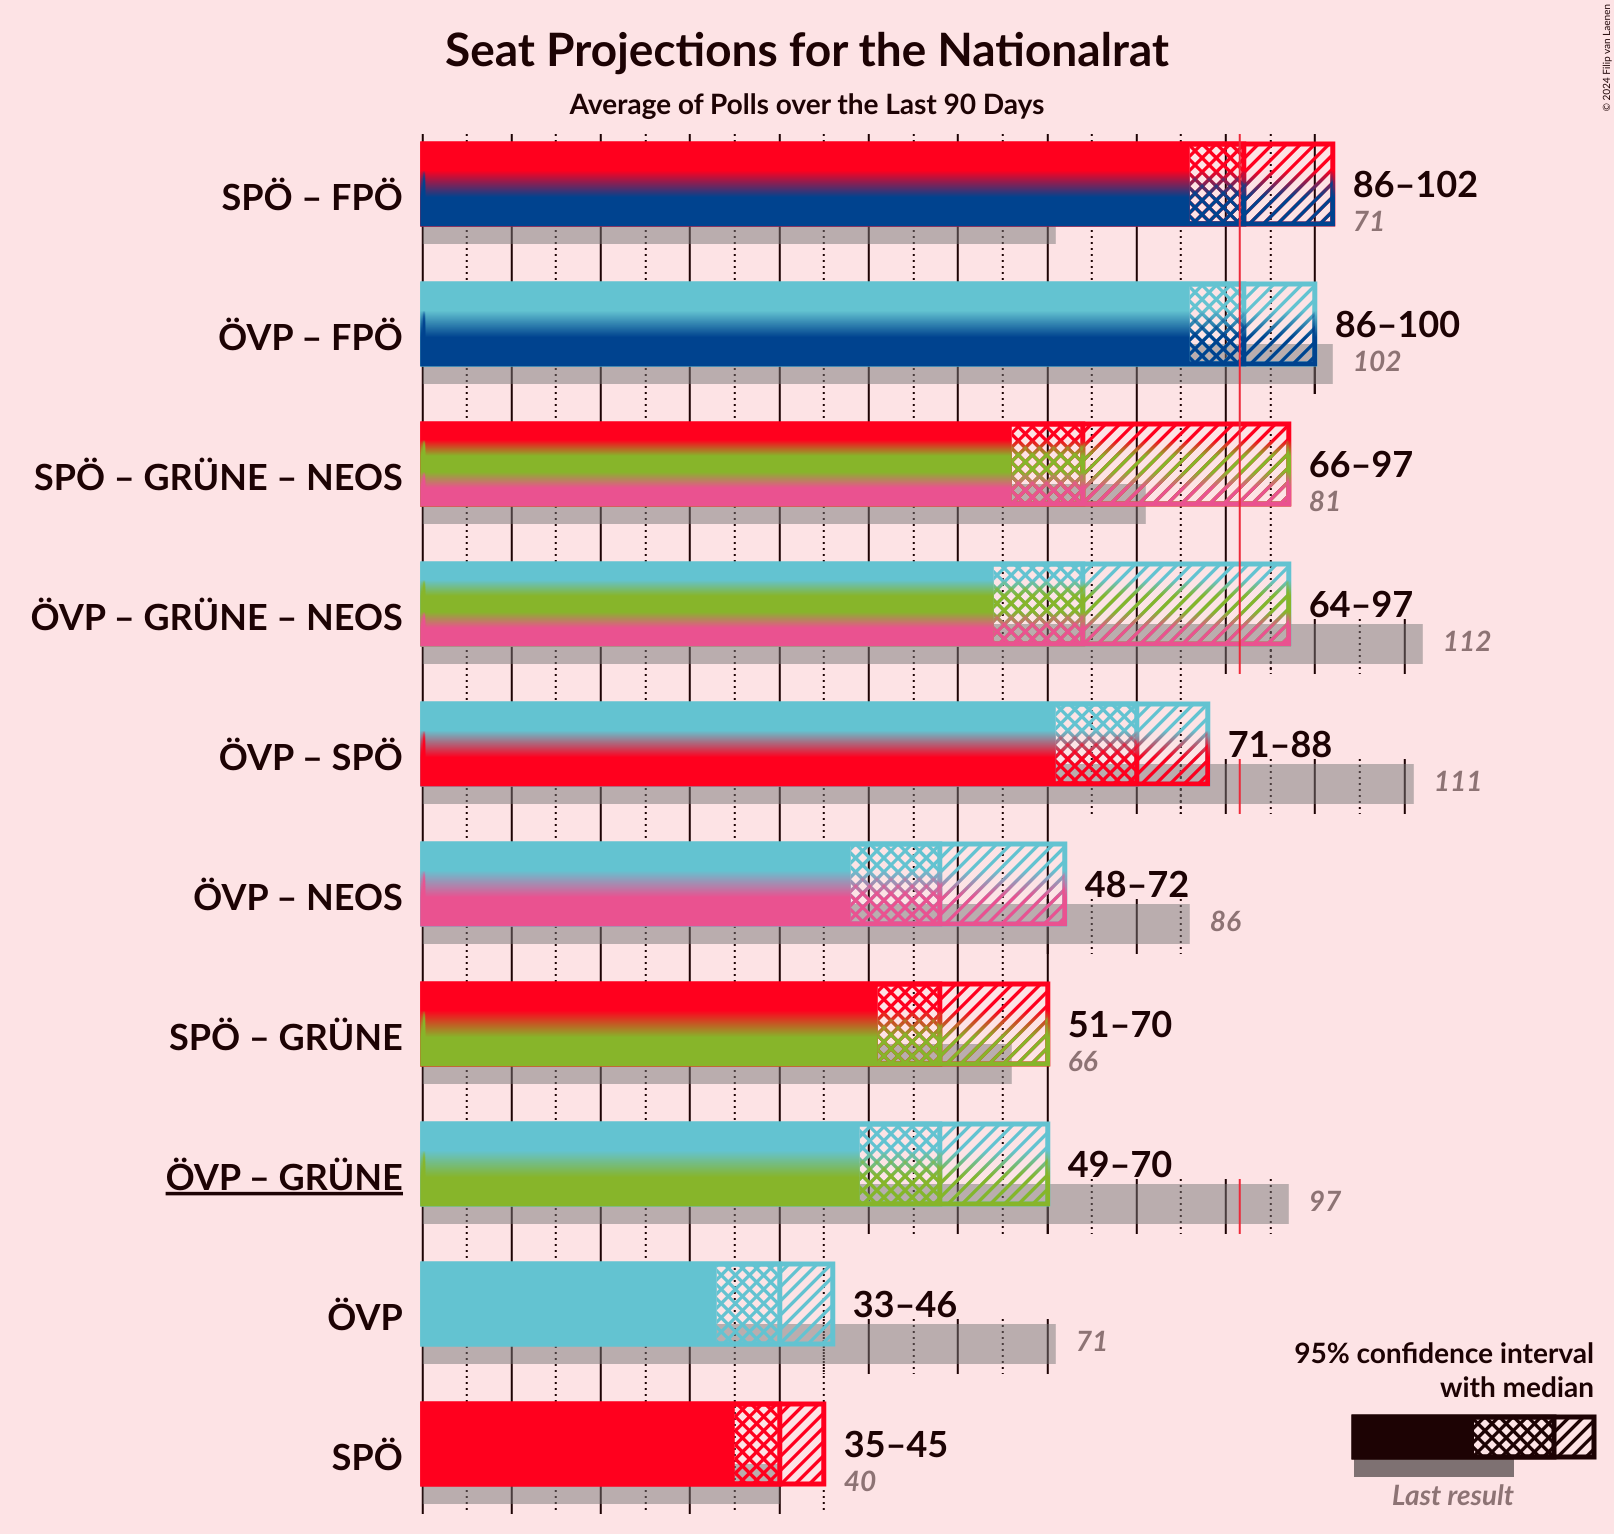 Seat Projections for the Nationalrat
Average of Polls over the Last 90 Days
© 2024 Filip van Laenen
SPÖ – FPÖ
86–102
71
ÖVP – FPÖ
86–100
102
SPÖ – GRÜNE – NEOS
66–97
81
ÖVP – GRÜNE – NEOS
64–97
112
ÖVP – SPÖ
71–88
111
ÖVP – NEOS
48–72
86
SPÖ – GRÜNE
51–70
66
ÖVP – GRÜNE
49–70
97
ÖVP
33–46
71
SPÖ
35–45
40
95% confidence interval
with median
Last result